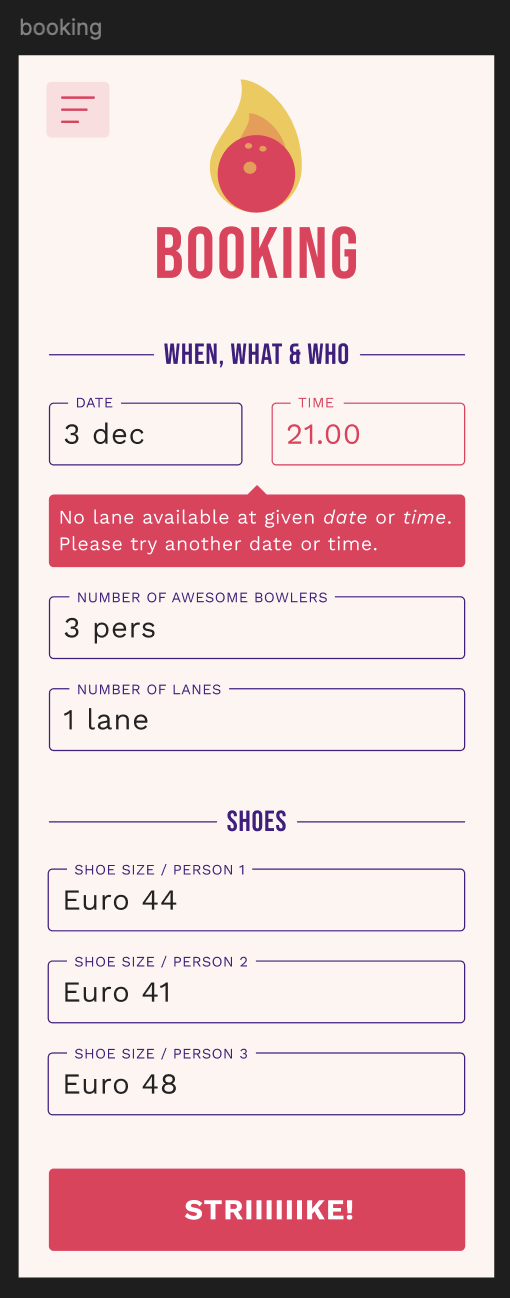 booking
BOOKING
WHEN, WHAT & WHO
DATE
3 dec
TIME
21.00
No lane available at given date or time.
Please try another date or time.
NUMBER OF AWESOME BOWLERS
3 pers
NUMBER OF LANES
1 lane
SHOES
SHOE SIZE / PERSON 1
Euro 44
SHOE SIZE / PERSON 2
Euro 41
SHOE SIZE / PERSON 3
Euro 48
STRIIIIIIKE!